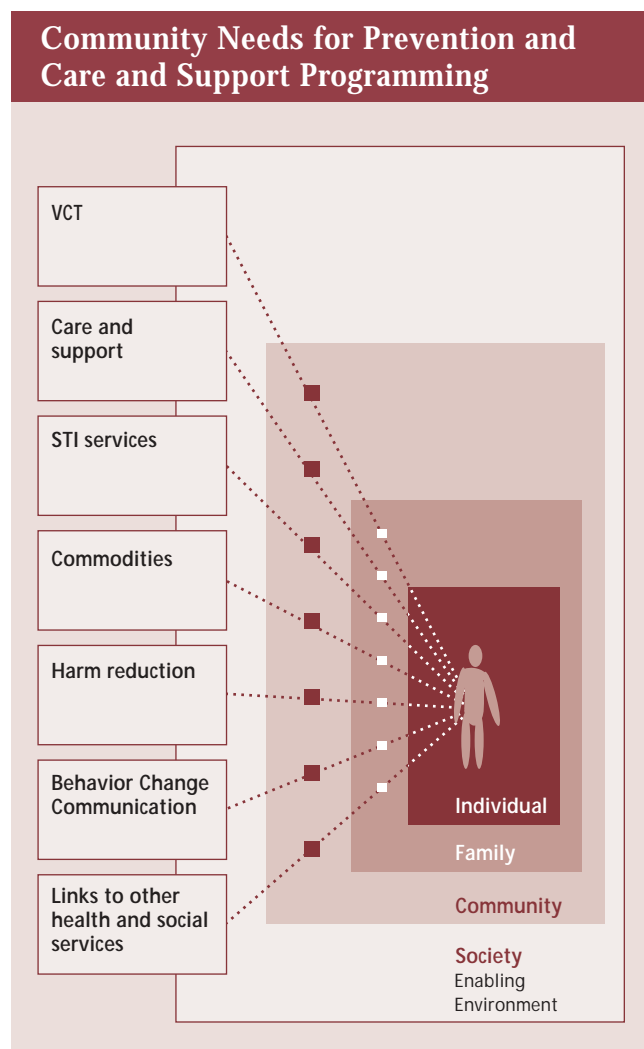 Community Needs for Prevention and
Care and Support Programming
VCT
Care and
support
STI services
Commodities
Harm reduction
Behavior Change
Communication
Links to other
health and social
services
Individual
Family
Community
Society
Enabling
Environment